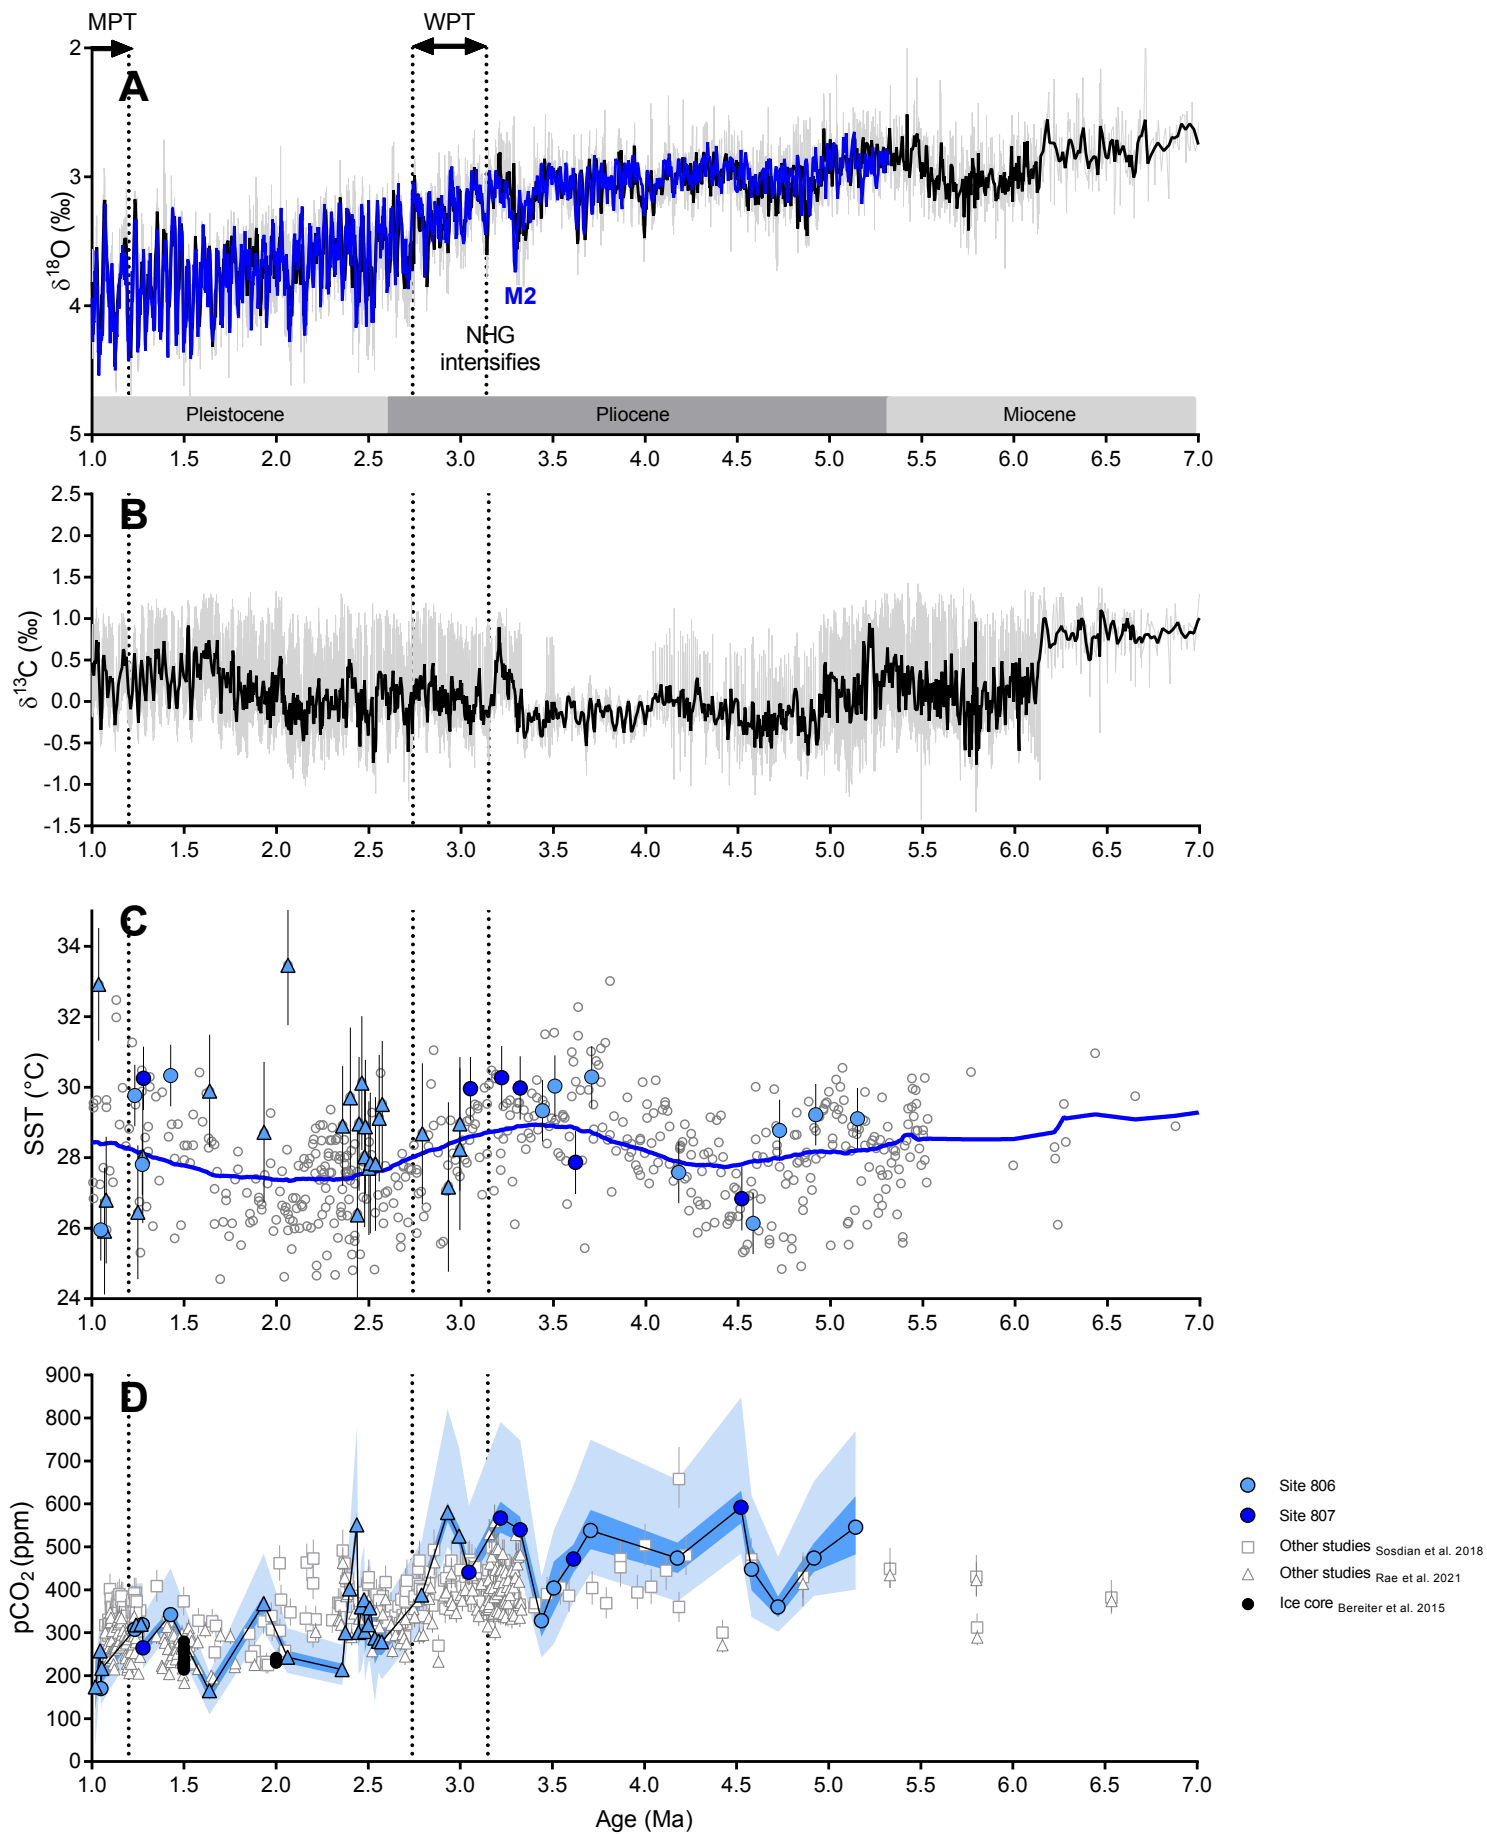 MPT WPT
A
2
3
4
5
δ18O (‰)
M2
NHG
intensifies
Pleistocene Pliocene Miocene
1.0 1.5 2.0 2.5 3.0 3.5 4.0 4.5 5.0 5.5 6.0 6.5 7.0
B
2.5
2.0
1.5
1.0
0.5
0.0
-0.5
-1.0
-1.5
δ13C (‰)
1.0 1.5 2.0 2.5 3.0 3.5 4.0 4.5 5.0 5.5 6.0 6.5 7.0
C
34
32
30
28
26
24
SST (°C)
1.0 1.5 2.0 2.5 3.0 3.5 4.0 4.5 5.0 5.5 6.0 6.5 7.0
D
900
800
700
600
500
400
300
200
100
0
pCO2 (ppm)
1.0 1.5 2.0 2.5 3.0 3.5 4.0 4.5 5.0 5.5 6.0 6.5 7.0
Age (Ma)
Site 806
Site 807
Other studies Sosdian et al. 2018
Other studies Rae et al. 2021
Ice core Bereiter et al. 2015